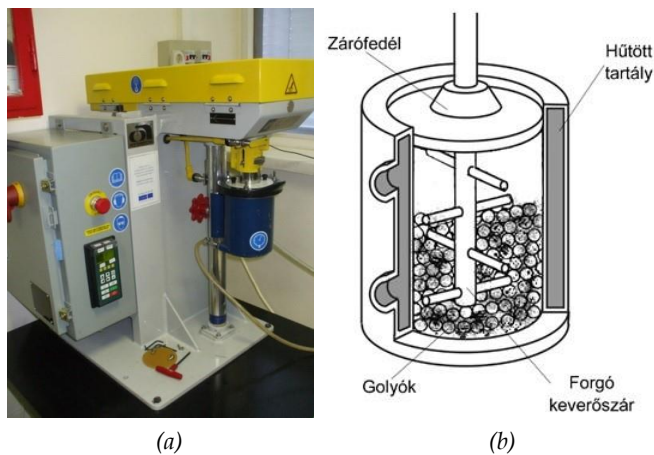 Zárófedél
Hűtött
tartály
Golyók
Forgó
keverőszár
(a)
(b)